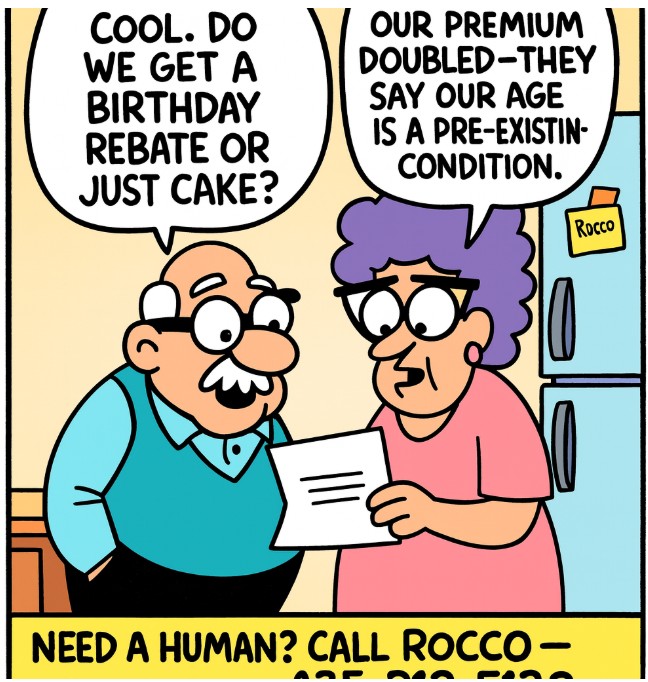 COOL. DO
WE GET A
BIRTHDAY
REBATE OR
JUST CAKE?
OUR PREMIUM
DOUBLED—THEY
SAY OUR AGE
IS A PRE-EXISTIN-
CONDITION.
ROCCO
NEED A HUMAN? CALL ROCCO—